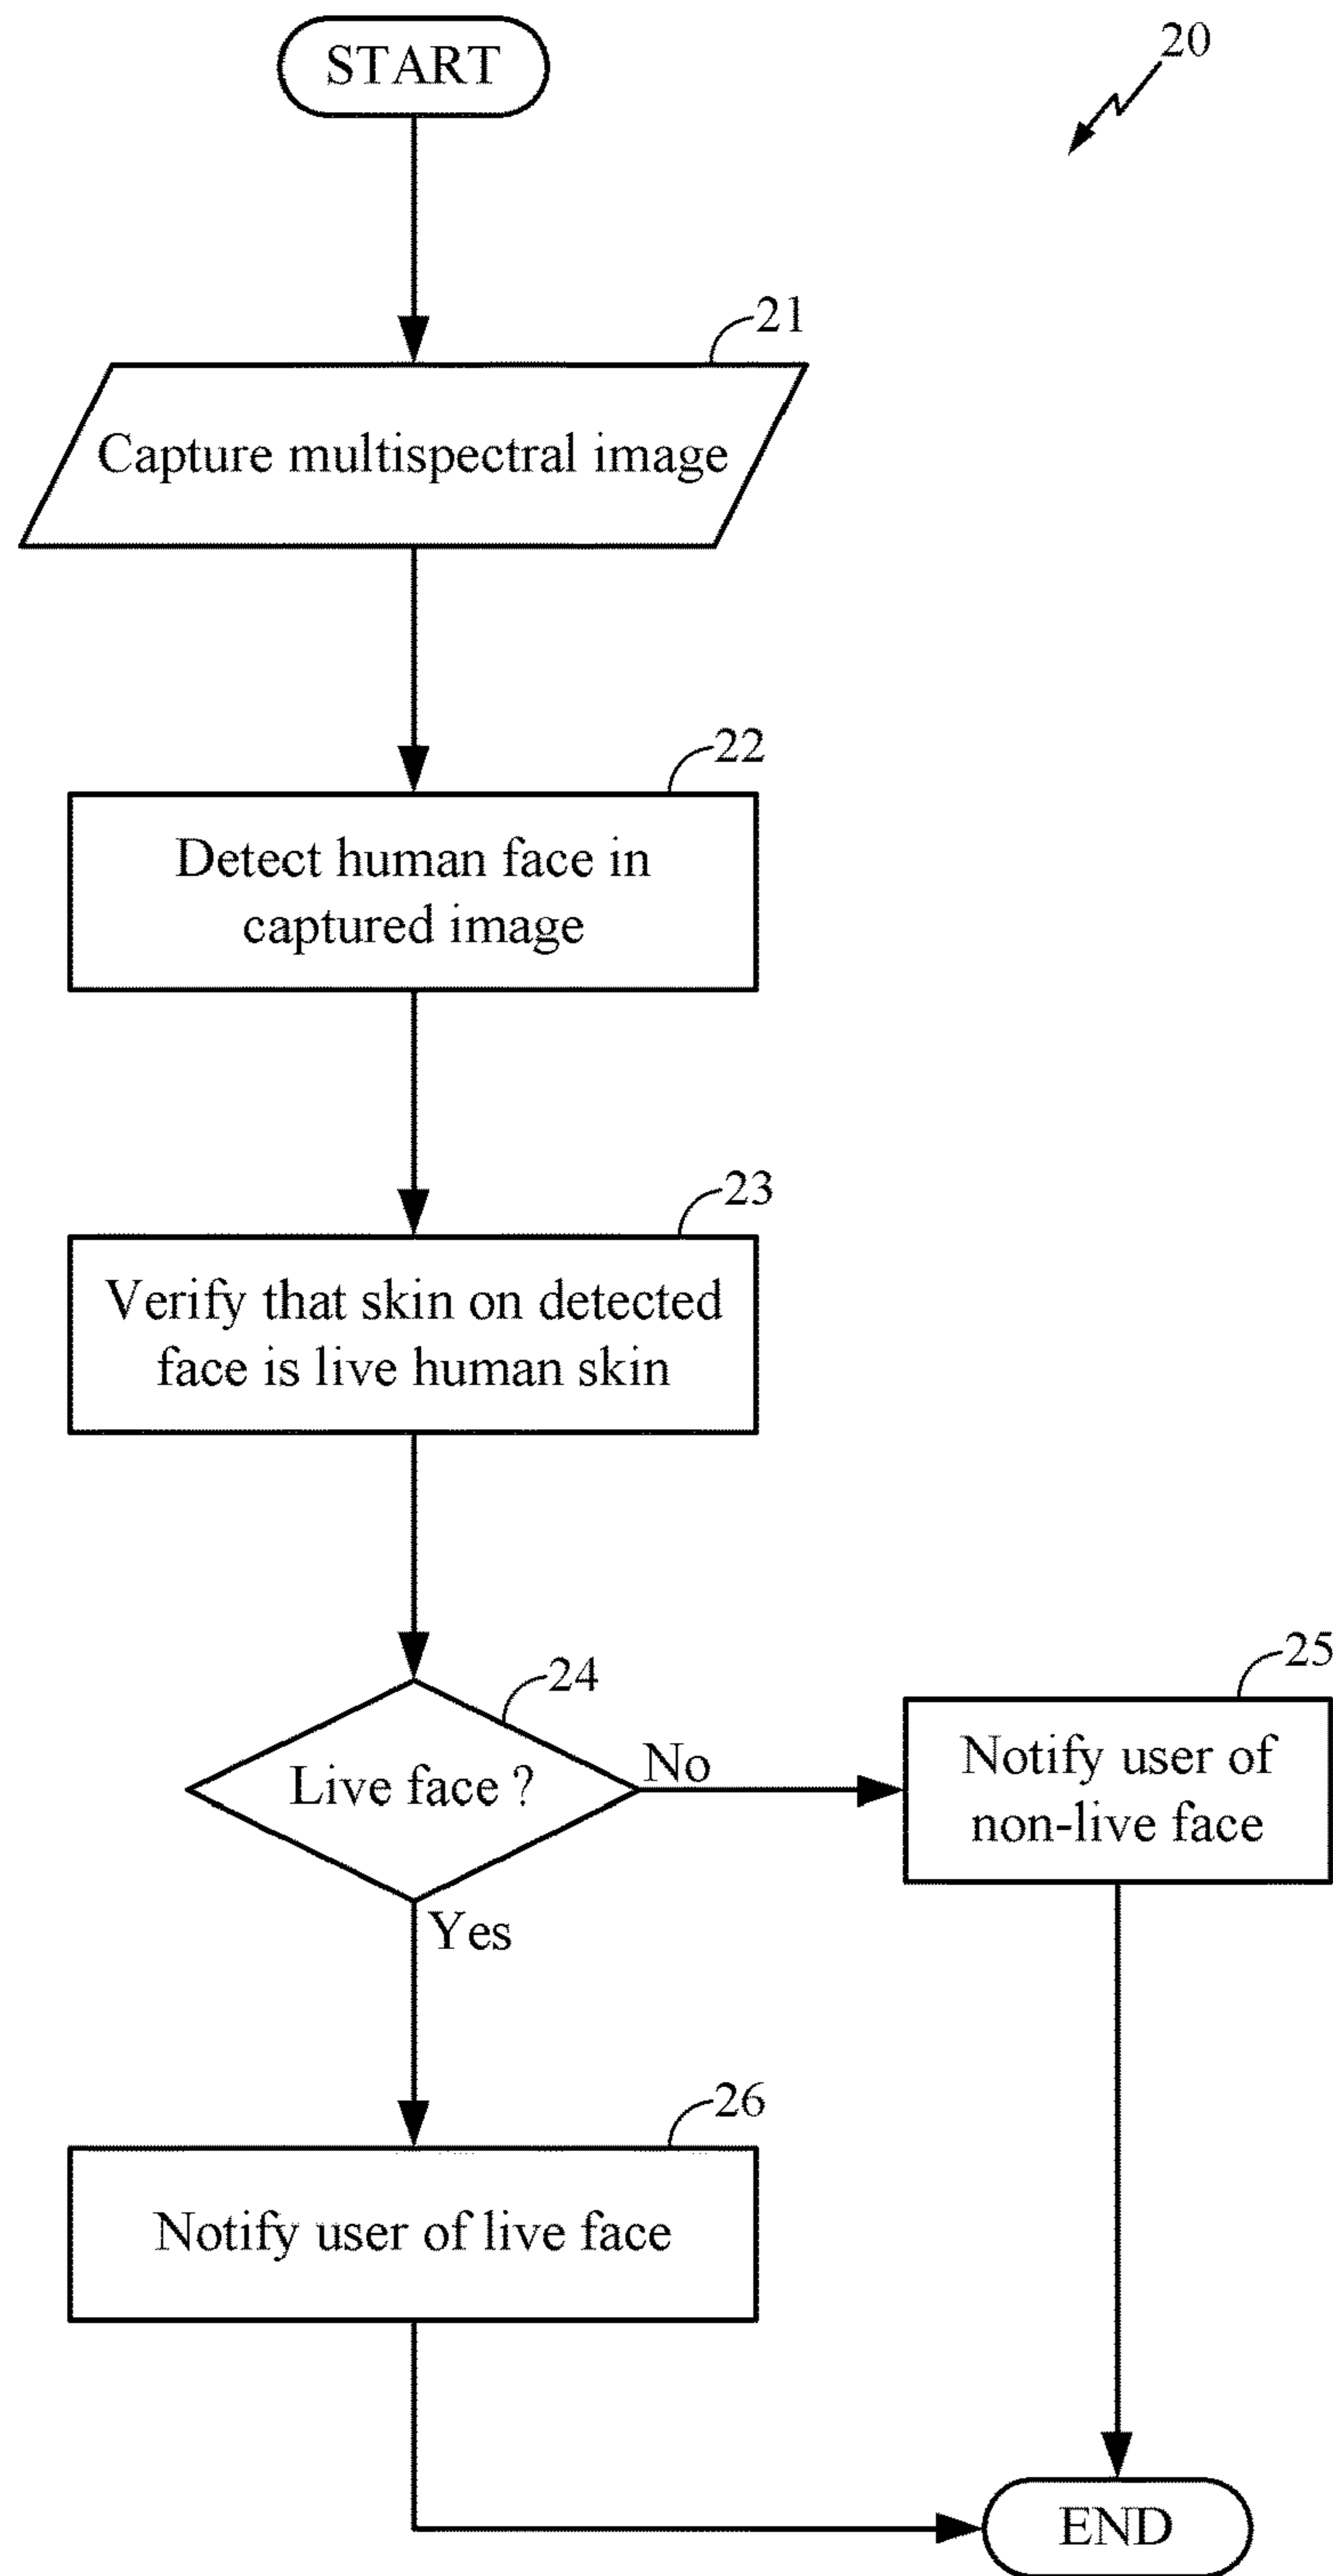 START
20
21
Capture multispectral image
22
Detect human face in
captured image
23
Verify that skin on detected
face is live human skin
24
Live face ?
No
25
Notify user of
non-live face
Yes
26
Notify user of live face
END